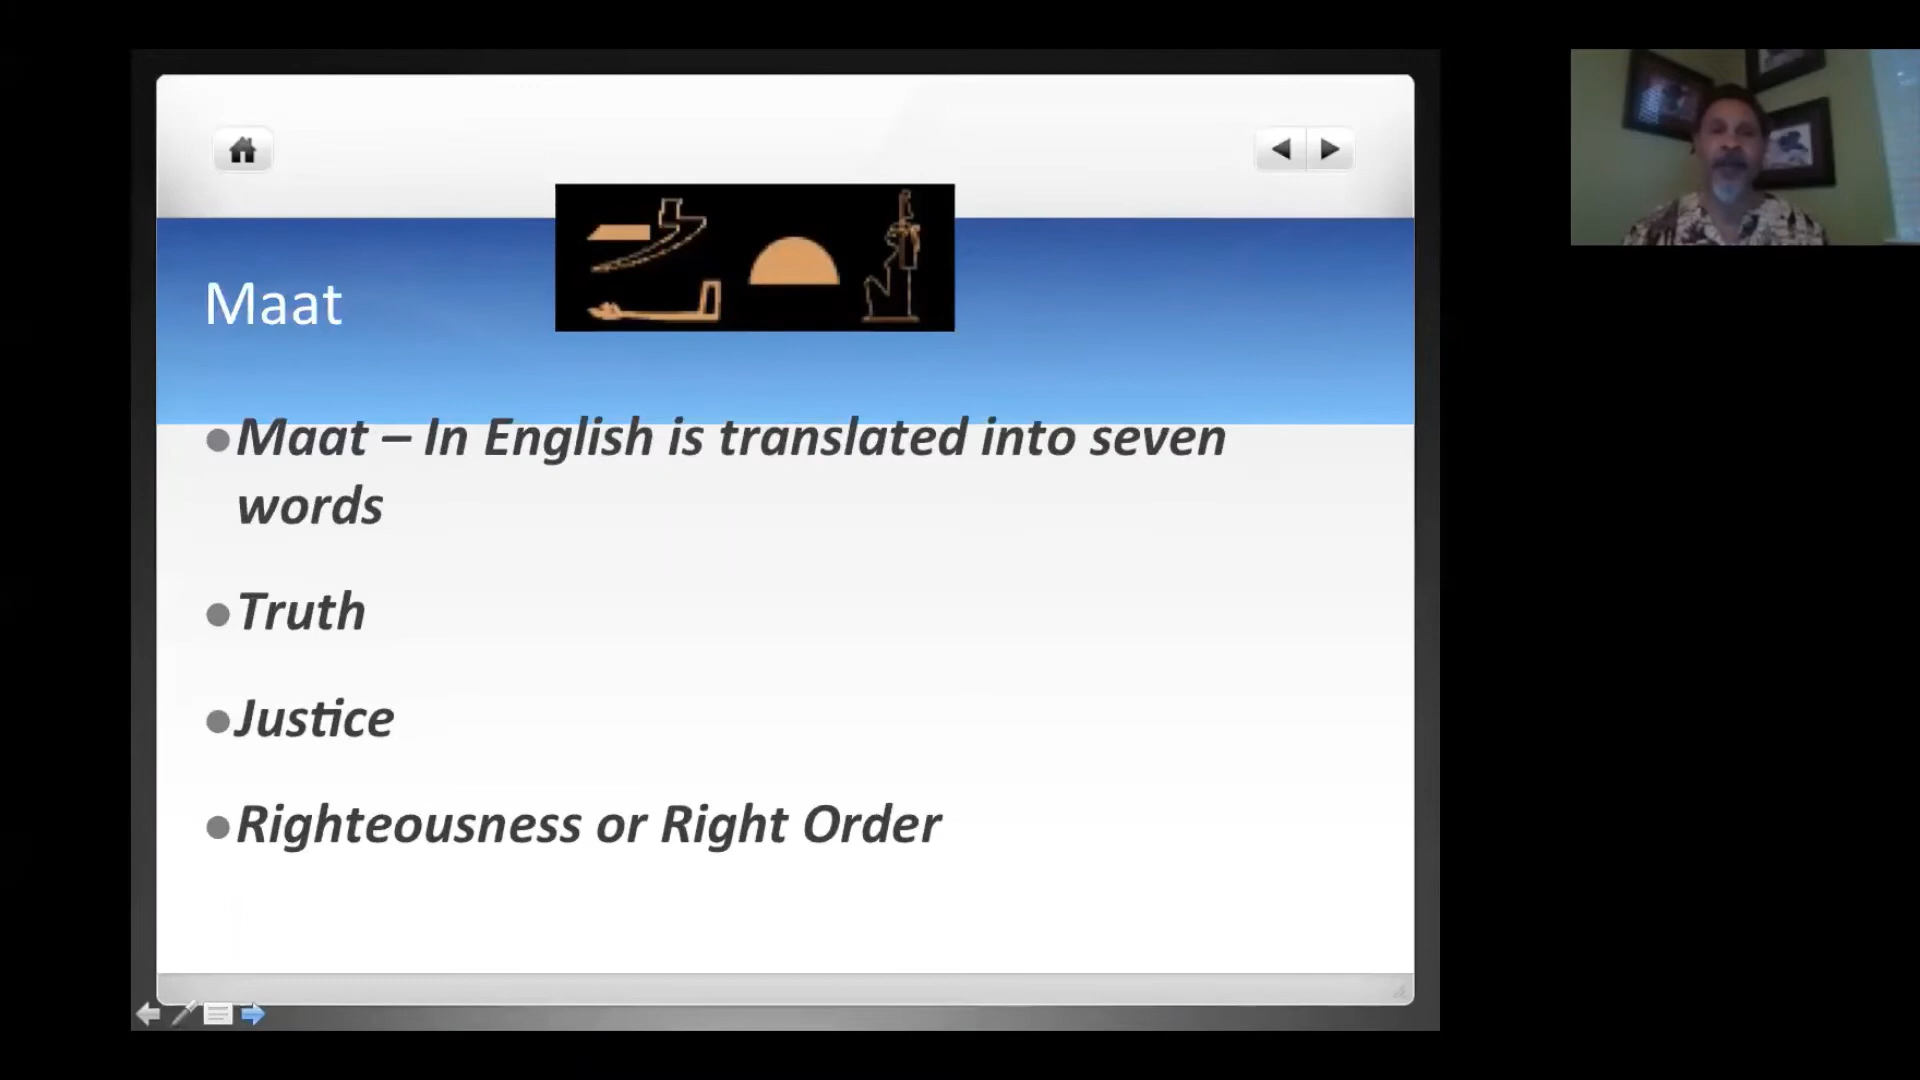 Maat
Maat – In English is translated into seven
words
Truth
Justice
Righteousness or Right Order